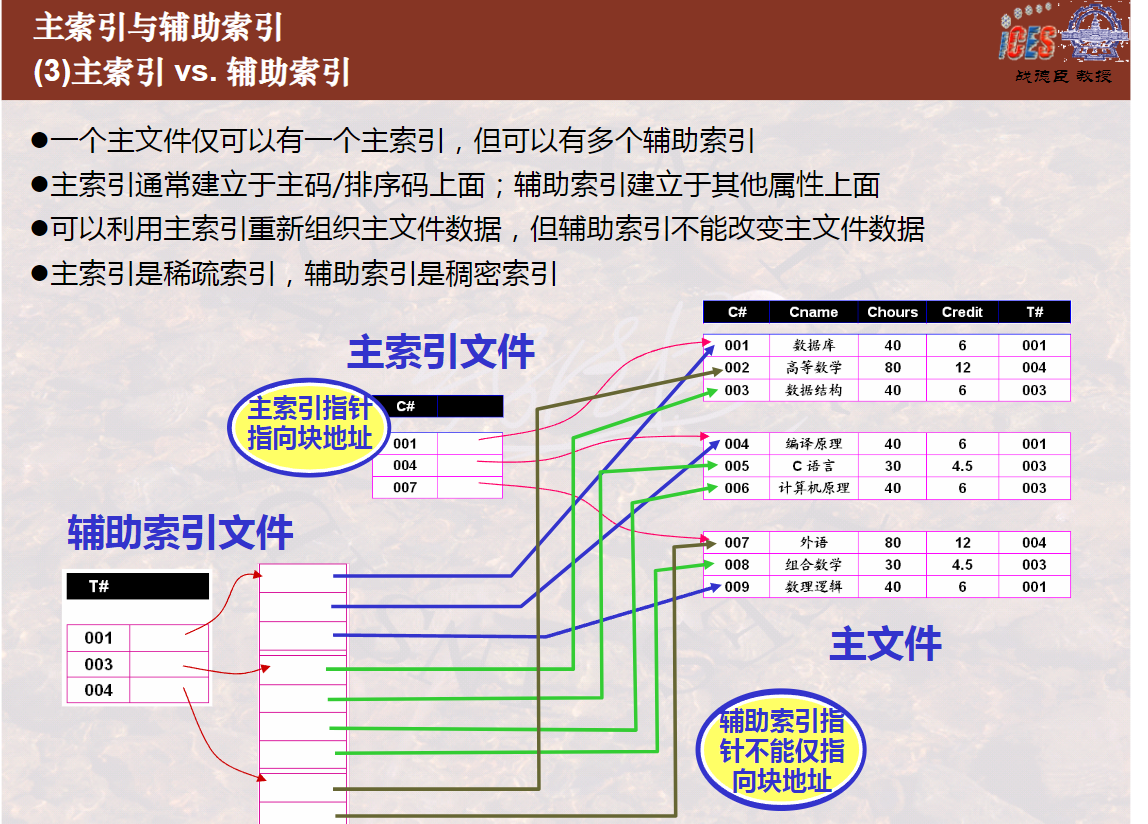 主索引与辅助索引
(3)主索引 vs. 辅助索引
iCES
战德臣 教授
●一个主文件仅可以有一个主索引，但可以有多个辅助索引
●主索引通常建立于主码/排序码上面；辅助索引建立于其他属性上面
●可以利用主索引重新组织主文件数据，但辅助索引不能改变主文件数据
●主索引是稀疏索引，辅助索引是稠密索引
主索引文件
主索引指针
指向块地址
C#
001
004
007
C# Cname Chours Credit T#
001 数据库 40 6 001
002 高等数学 80 12 004
003 数据结构 40 6 003
004 编译原理 40 6 001
005 C 语言 30 4.5 003
006 计算机原理 40 6 003
007 外语 80 12 004
008 组合数学 30 4.5 003
009 数理逻辑 40 6 001
主文件
辅助索引文件
T#
001
003
004
辅助索引指
针不能仅指
向块地址